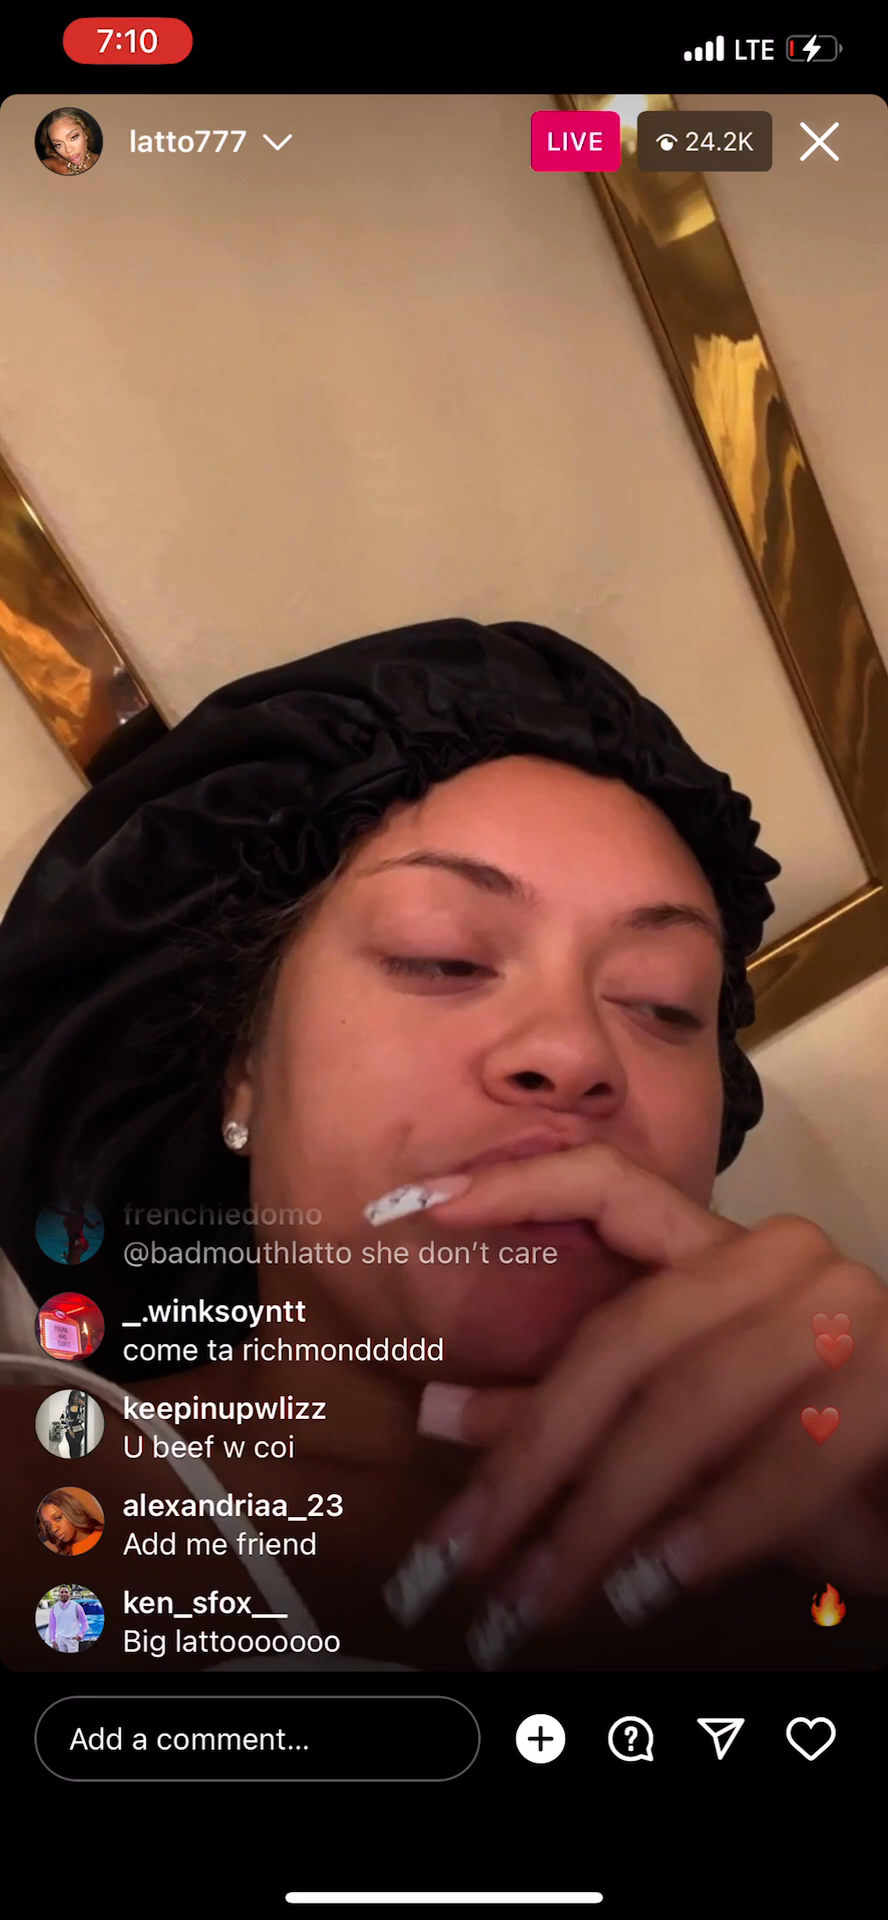 7:10
LTE
latto777
LIVE
24.2K
frenchiedomo
@badmouthlatto she don't care
_.winksoyntt
come ta richmonddddd
keepinupwlizz
U beef w coi
alexandriaa_23
Add me friend
ken_sfox__
Big lattooooooo
Add a comment...